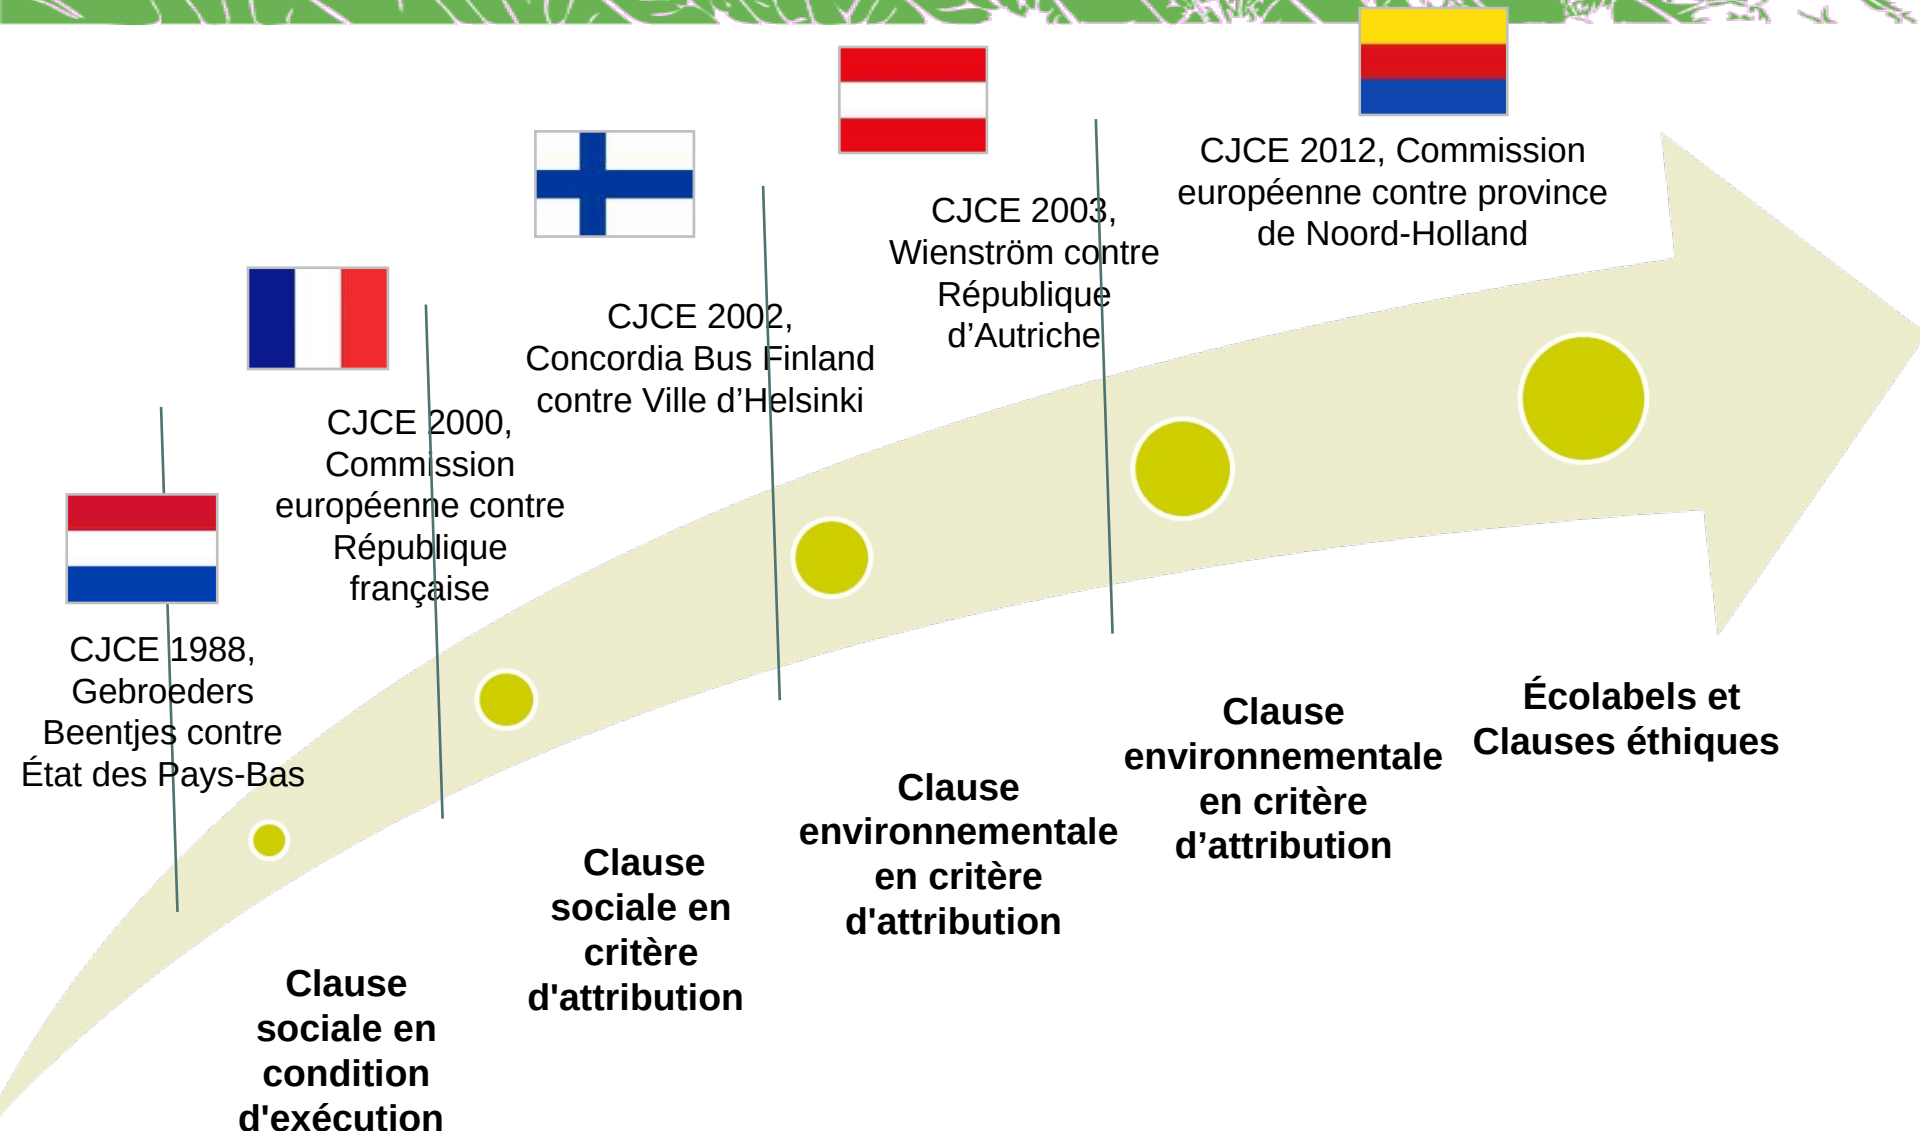 CJCE 1988,
Gebroeders
Beentjes contre
État des Pays-Bas
Clause
sociale en
condition
d'exécution
CJCE 2000,
Commission
européenne contre
République
française
Clause
sociale en
critère
d'attribution
CJCE 2002,
Concordia Bus Finland
contre Ville d’Helsinki
Clause
environnementale
en critère
d'attribution
CJCE 2003,
Wienström contre
République
d’Autriche
Clause
environnementale
en critère
d’attribution
CJCE 2012, Commission
européenne contre province
de Noord-Holland
Écolabels et
Clauses éthiques